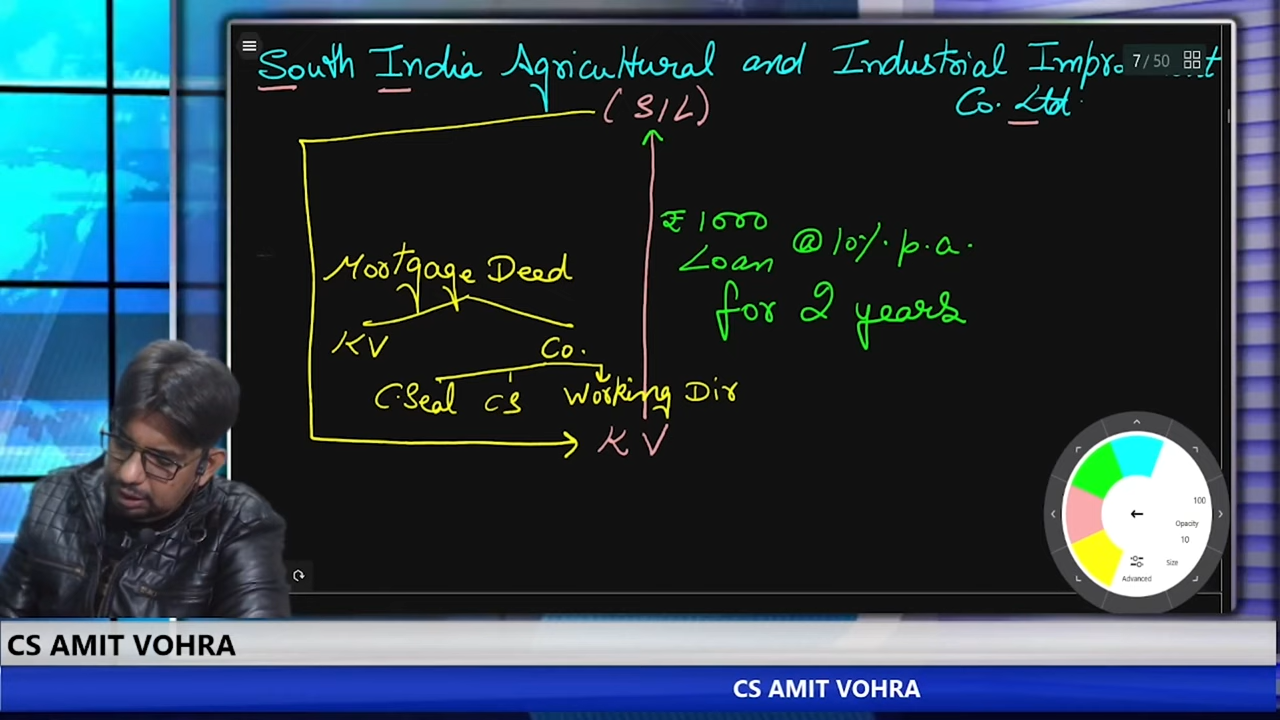 South India Agricultural and Industrial
Co. Ltd.
(SIL)
7 / 50
₹ 1000
Loan @ 10% p.a.
for 2 years
Mortgage Deed
KV Co.
C.Seal CS Working Dir
KV
100
Opacity
10
Size
Advanced
CS AMIT VOHRA
CS AMIT VOHRA